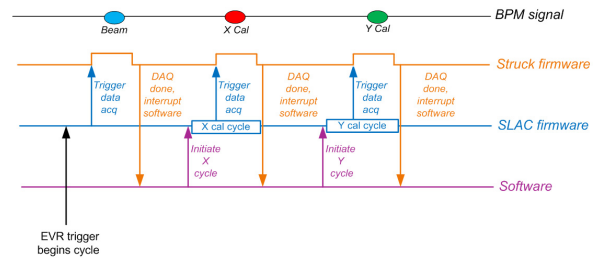 BPM signal
Beam
X Cal
Y Cal
Struck firmware
Trigger
data
acq
DAQ
done,
interrupt
software
Trigger
data
acq
DAQ
done,
interrupt
software
Trigger
data
acq
DAQ
done,
interrupt
software
X cal cycle
Y cal cycle
SLAC firmware
Initiate
X
cycle
Initiate
Y
cycle
Software
EVR trigger
begins cycle